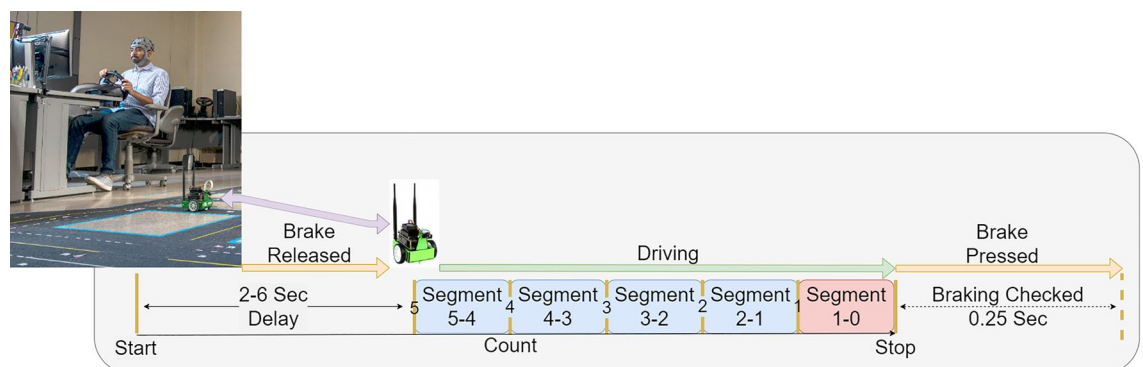 Brake
Released
Driving
Brake
Pressed
2-6 Sec
Delay
5
Segment
5-4
4
Segment
4-3
3
Segment
3-2
2
Segment
2-1
1
Segment
1-0
Braking Checked
0.25 Sec
Start
Count
Stop